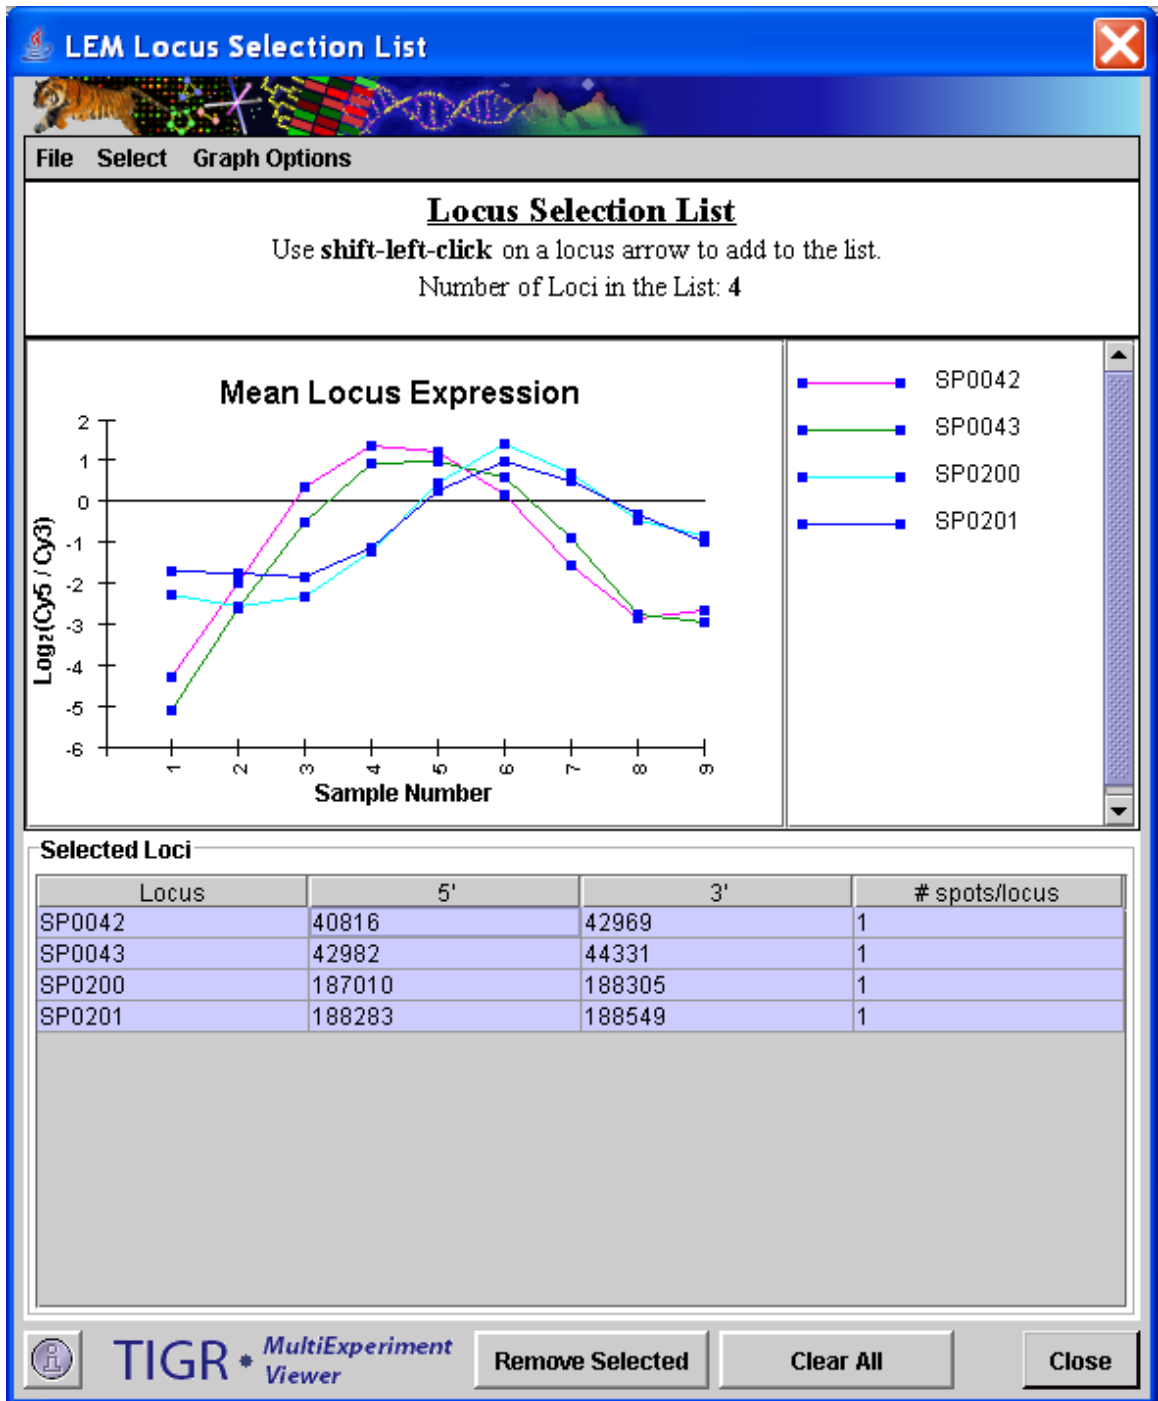 LEM Locus Selection List
File Select Graph Options
Locus Selection List
Use shift-left-click on a locus arrow to add to the list.
Number of Loci in the List: 4
Mean Locus Expression
2
1
0
-1
-2
-3
-4
-5
-6
Log2(Cy5 / Cy3)
1 2 3 4 5 6 7 8 9
Sample Number
SP0042
SP0043
SP0200
SP0201
Selected Loci
Locus 5' 3' # spots/locus
SP0042 40816 42969 1
SP0043 42982 44331 1
SP0200 187010 188305 1
SP0201 188283 188549 1
TIGR • MultiExperiment Viewer
Remove Selected Clear All Close